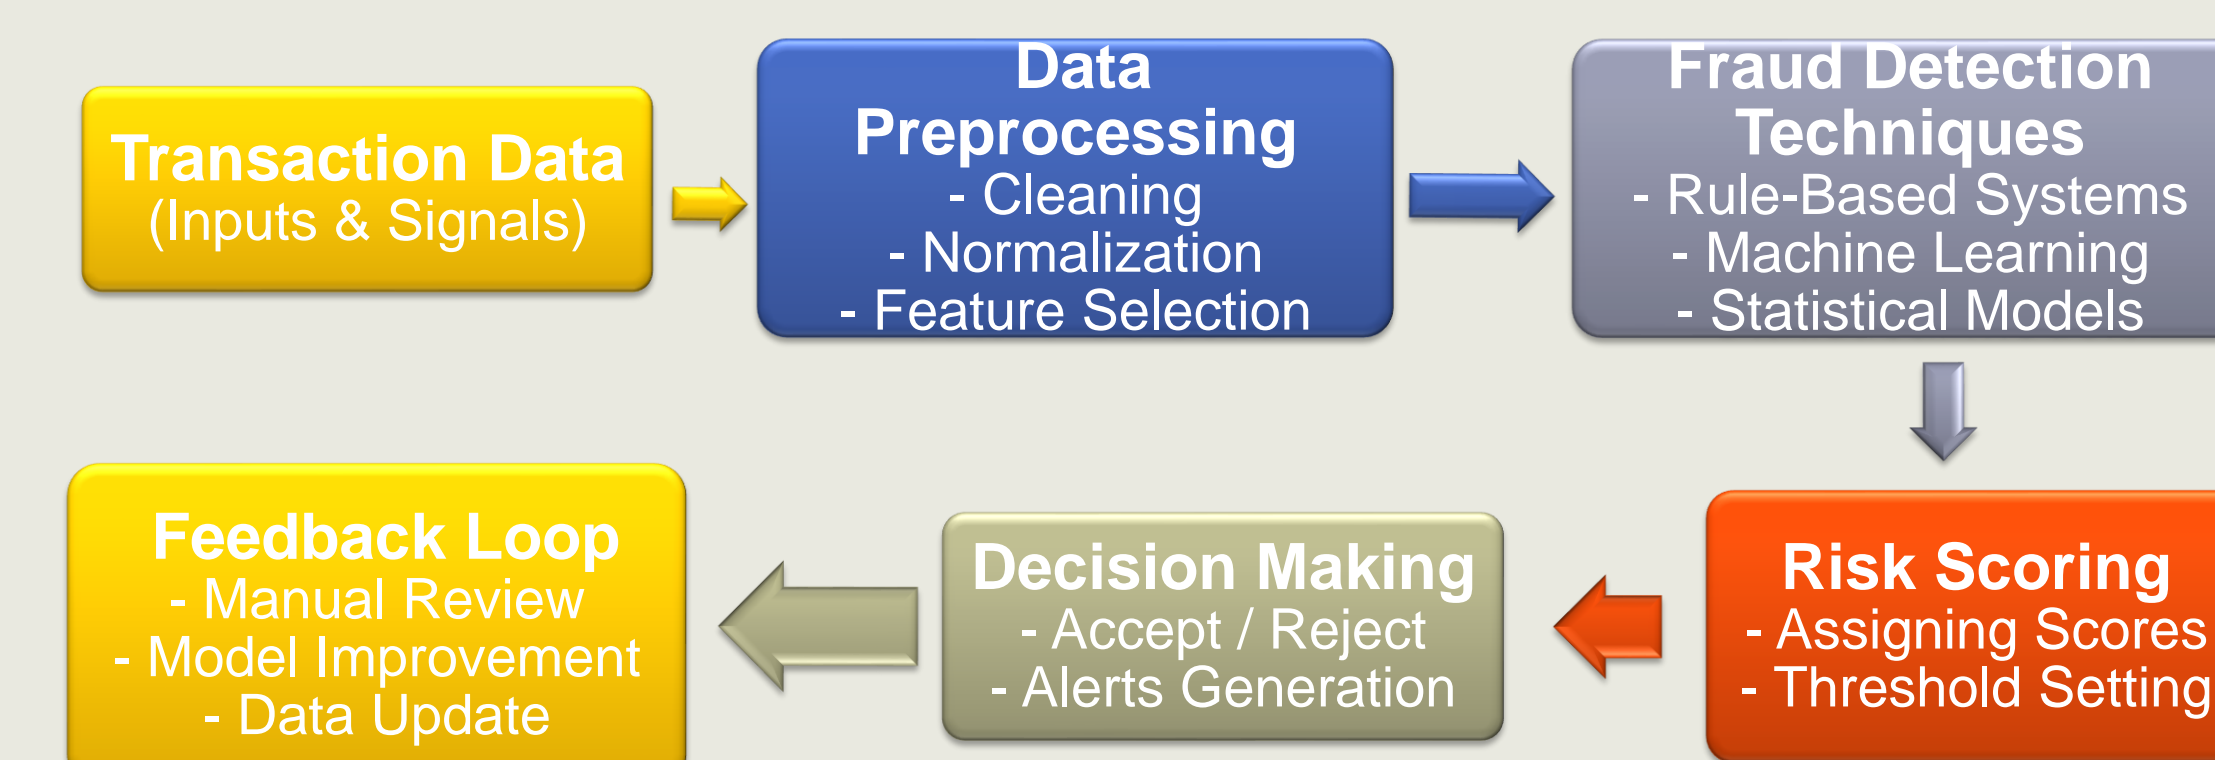 Transaction Data
(Inputs & Signals)
Data
Preprocessing
- Cleaning
- Normalization
- Feature Selection
Fraud Detection
Techniques
- Rule-Based Systems
- Machine Learning
- Statistical Models
Risk Scoring
- Assigning Scores
- Threshold Setting
Decision Making
- Accept / Reject
- Alerts Generation
Feedback Loop
- Manual Review
- Model Improvement
- Data Update